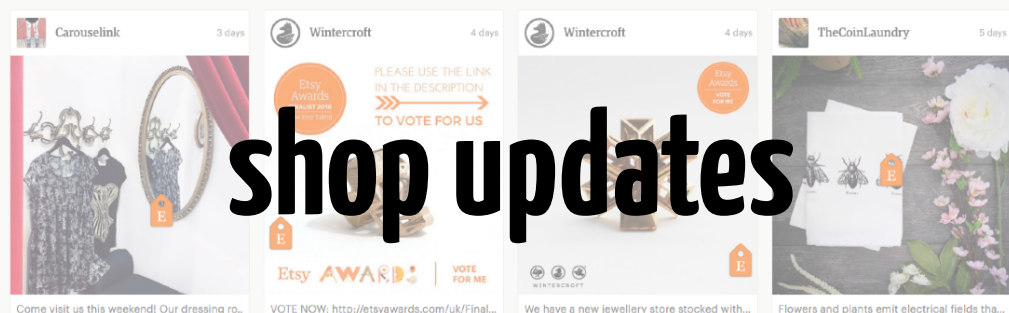 Carouselink 3 days
Wintercroft 4 days
Wintercroft 4 days
TheCoinLaundry 5 days
Etsy
Awards
FINALIST 2016
PLEASE USE THE LINK
IN THE DESCRIPTION
TO VOTE FOR US
Etsy
Awards
VOTE
FOR ME
shop updates
E
E
E
E
Etsy AWARDS
VOTE
FOR ME
WINTERCROFT
Come visit us this weekend! Our dressing ro...
VOTE NOW: http://etsyawards.com/uk/Final...
We have a new jewellery store stocked with...
Flowers and plants emit electrical fields tha...